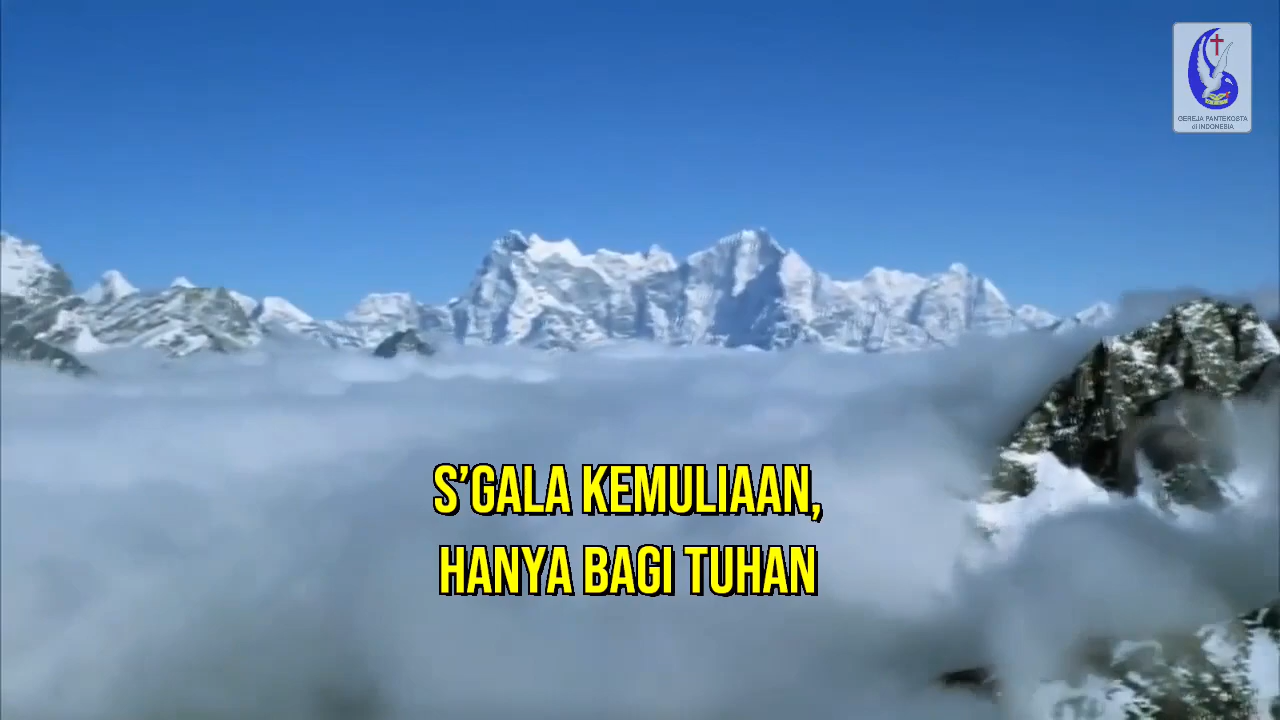 GEREJA PANTEKOSTA
di INDONESIA
S’GALA KEMULIAAN,
HANYA BAGI TUHAN